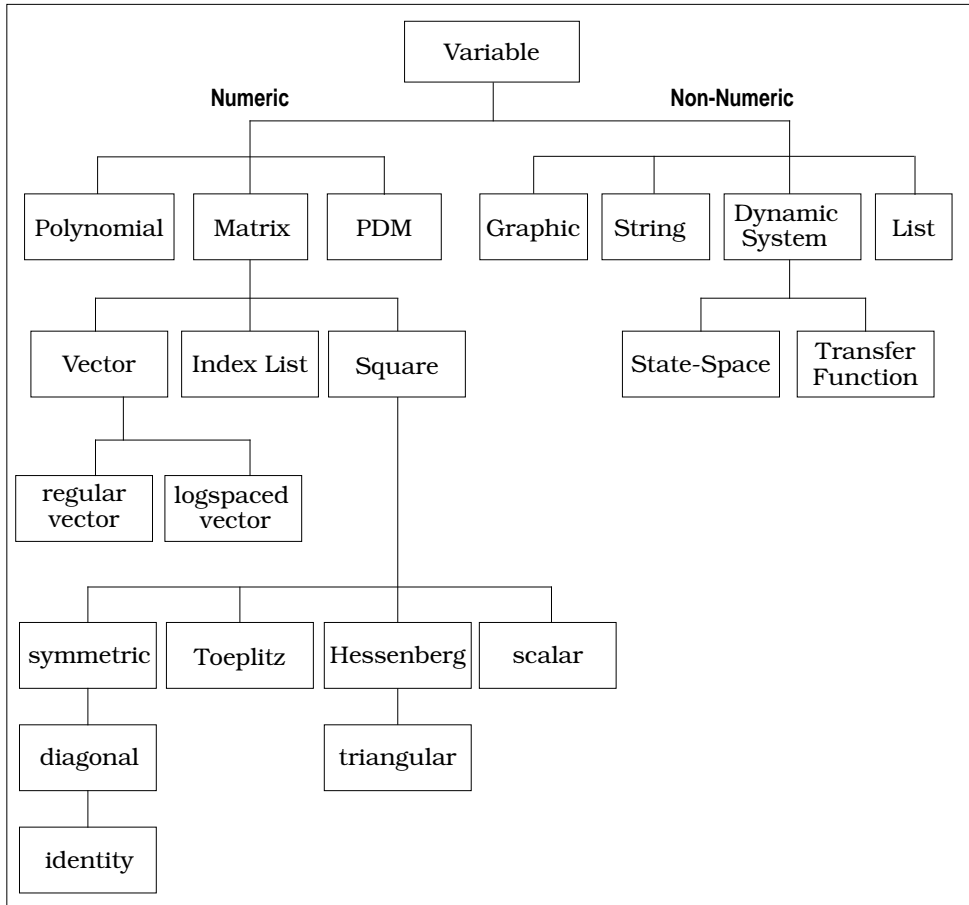 Variable
Numeric
Non-Numeric
Polynomial
Matrix
PDM
Graphic
String
Dynamic
System
List
Vector
Index List
Square
State-Space
Transfer
Function
regular
vector
logspaced
vector
symmetric
Toeplitz
Hessenberg
scalar
diagonal
triangular
identity